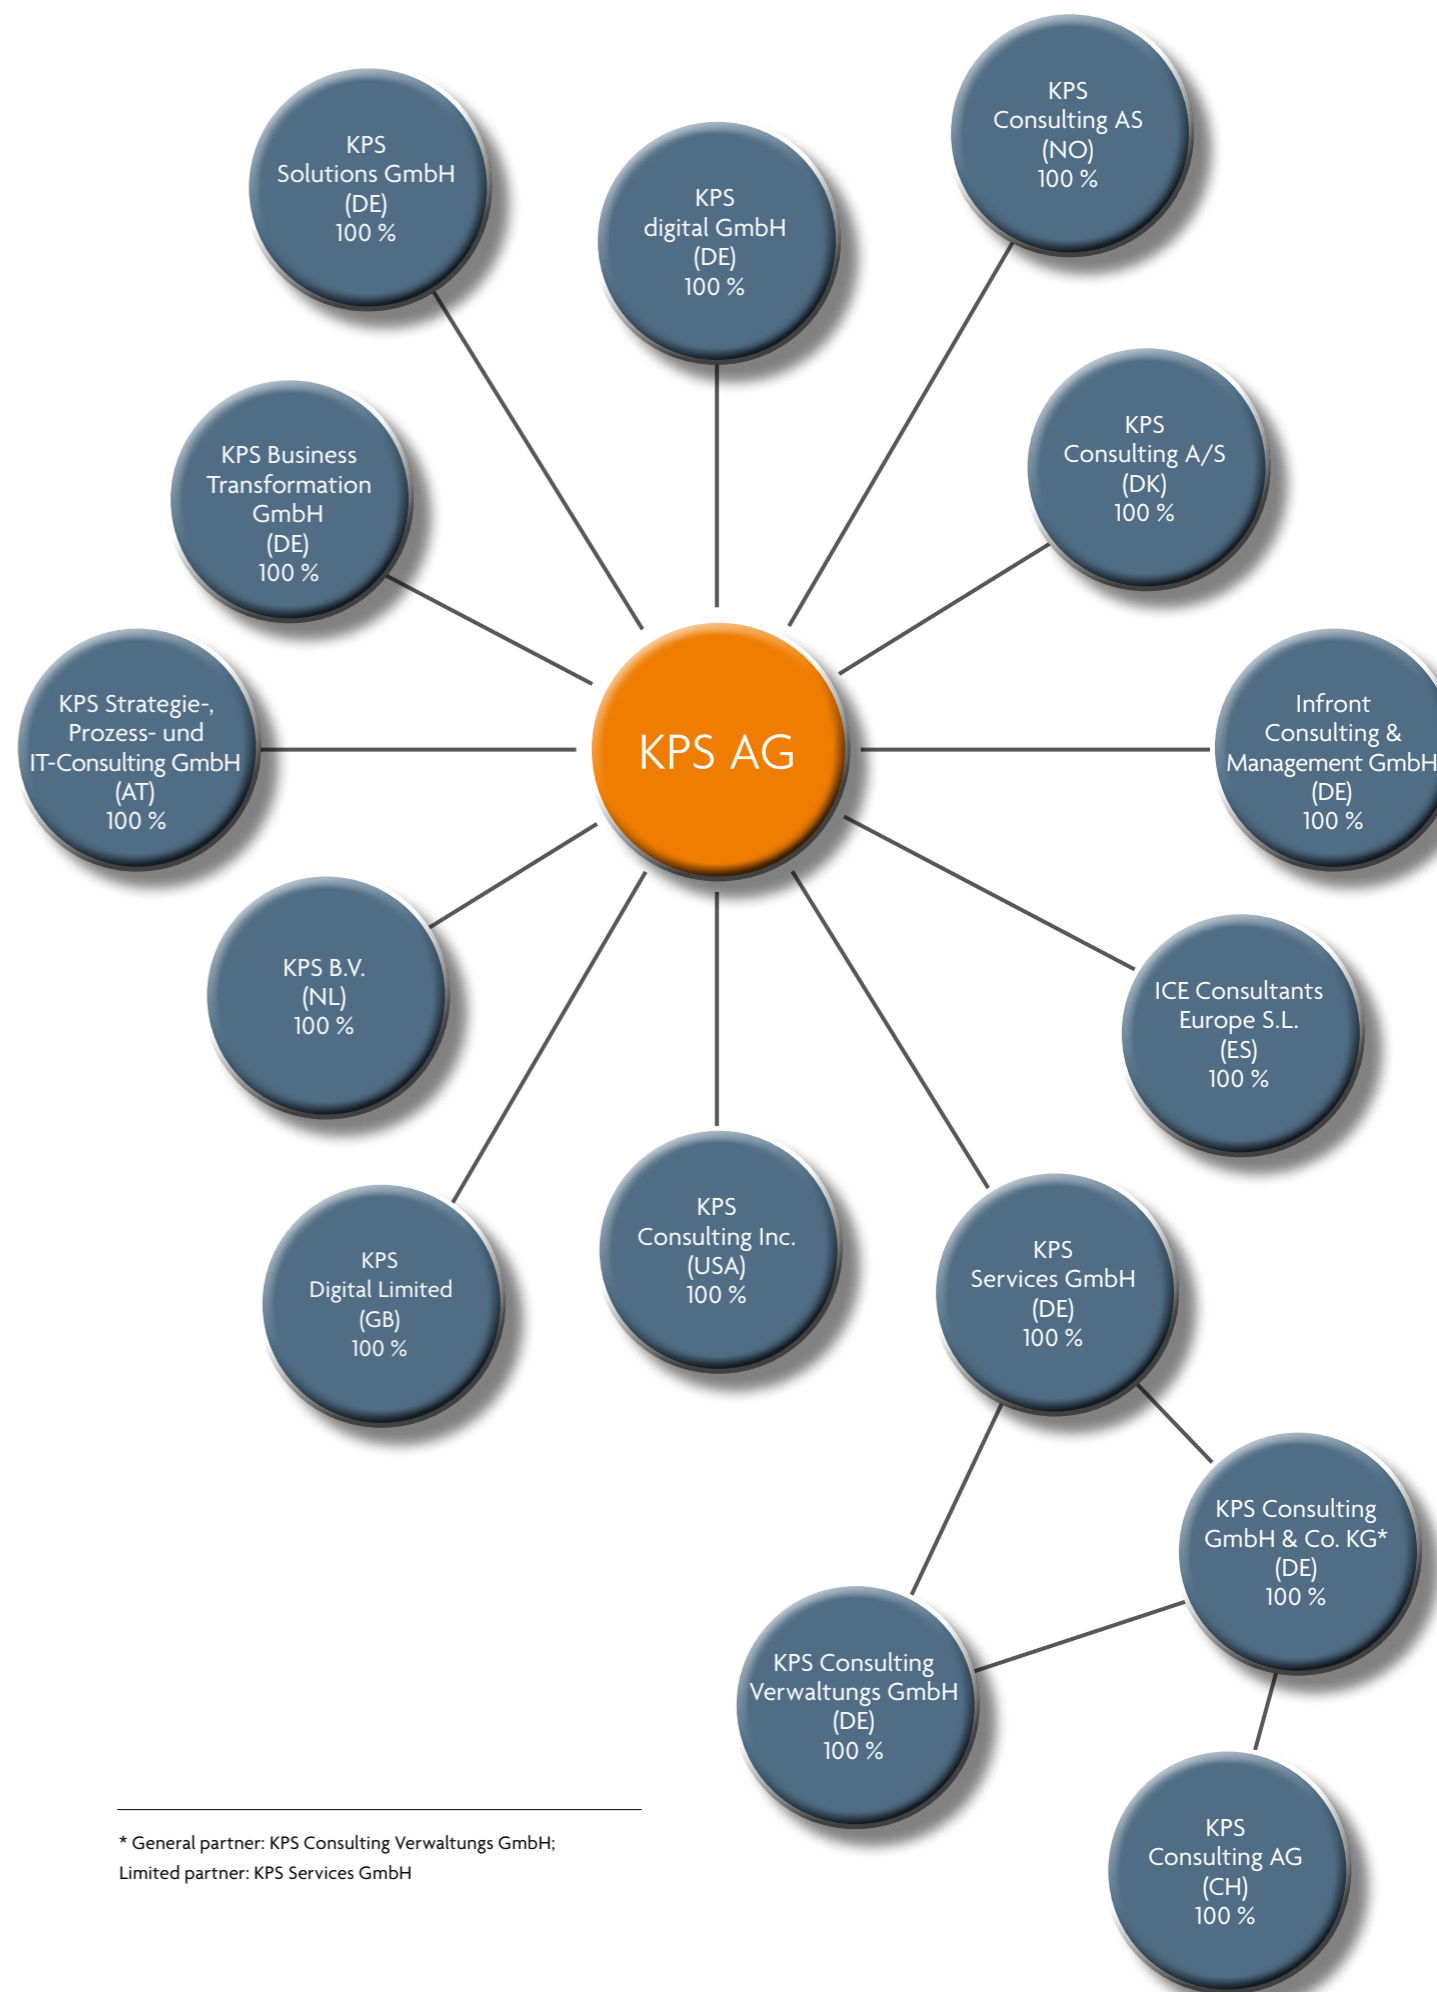 KPS
Consulting AS
(NO)
100 %
KPS
Solutions GmbH
(DE)
100 %
KPS
digital GmbH
(DE)
100 %
KPS
Consulting A/S
(DK)
100 %
KPS Business
Transformation
GmbH
(DE)
100 %
KPS Strategie-,
Prozess- und
IT-Consulting GmbH
(AT)
100 %
KPS AG
Infront
Consulting &
Management GmbH
(DE)
100 %
KPS B.V.
(NL)
100 %
ICE Consultants
Europe S.L.
(ES)
100 %
KPS
Digital Limited
(GB)
100 %
KPS
Consulting Inc.
(USA)
100 %
KPS
Services GmbH
(DE)
100 %
KPS Consulting
GmbH & Co. KG*
(DE)
100 %
KPS Consulting
Verwaltungs GmbH
(DE)
100 %
KPS
Consulting AG
(CH)
100 %
* General partner: KPS Consulting Verwaltungs GmbH;
Limited partner: KPS Services GmbH